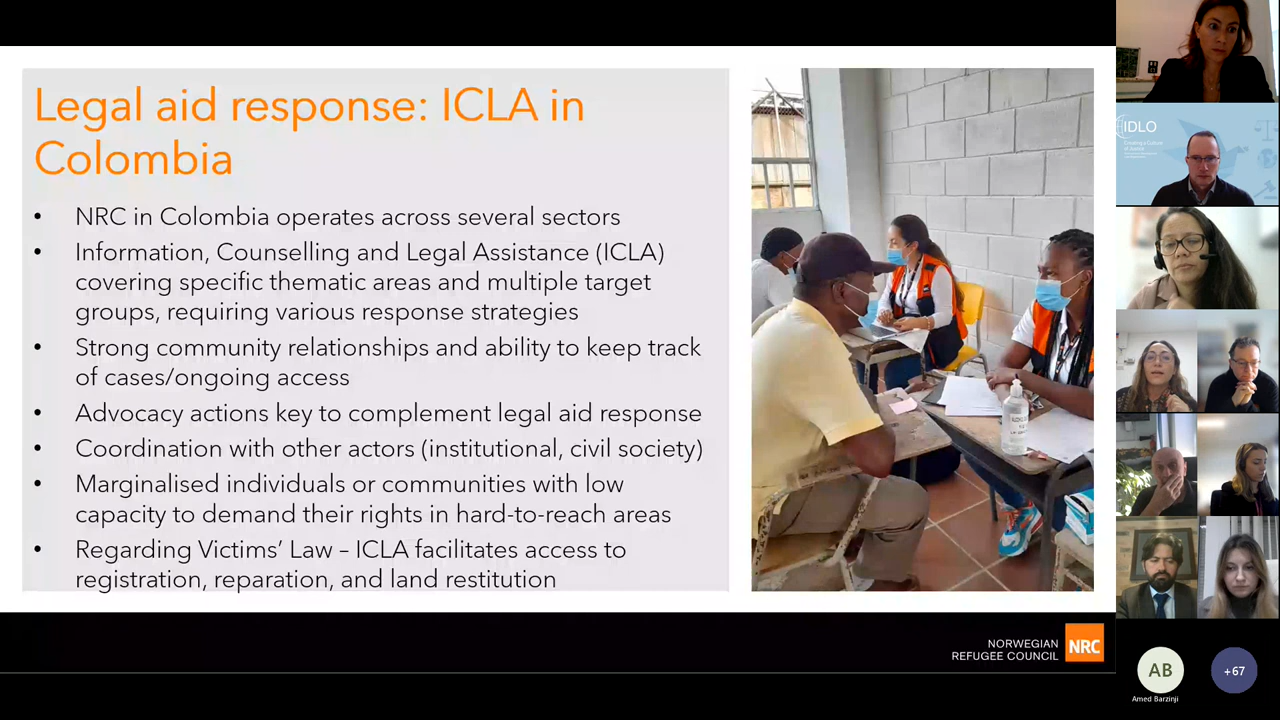 Legal aid response: ICLA in
Colombia
• NRC in Colombia operates across several sectors
• Information, Counselling and Legal Assistance (ICLA)
covering specific thematic areas and multiple target
groups, requiring various response strategies
• Strong community relationships and ability to keep track
of cases/ongoing access
• Advocacy actions key to complement legal aid response
• Coordination with other actors (institutional, civil society)
• Marginalised individuals or communities with low
capacity to demand their rights in hard-to-reach areas
• Regarding Victims’ Law – ICLA facilitates access to
registration, reparation, and land restitution
NORWEGIAN
REFUGEE COUNCIL
NRC
IDLO
AB
+67
Amed Barzinji